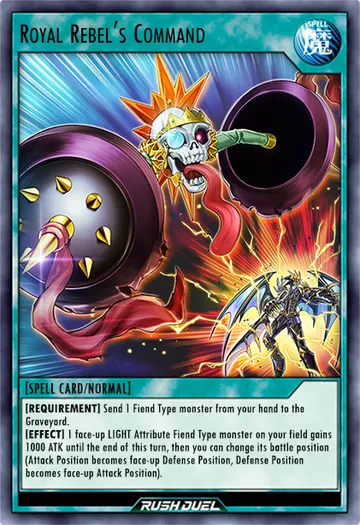 ROYAL REBEL'S COMMAND
SPELL
魔
[SPELL CARD/NORMAL]
[REQUIREMENT] Send 1 Fiend Type monster from your hand to the
Graveyard.
[EFFECT] 1 face-up LIGHT Attribute Fiend Type monster on your field gains
1000 ATK until the end of this turn, then you can change its battle position
(Attack Position becomes face-up Defense Position, Defense Position
becomes face-up Attack Position).
RUSH DUEL